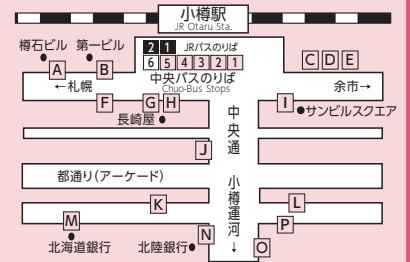 小樽駅
JR Otaru Sta.
樽石ビル 第一ビル
2 1 JRバスのりば
6 5 4 3 2 1
中央バスのりば
Chuo-Bus Stops
A B C D E
←札幌 余市→
F G H I
●サンビルスクエア
長崎屋●
中央通
J
都通り(アーケード)
小樽運河↓
K L
M N P
北海道銀行 北陸銀行●
O